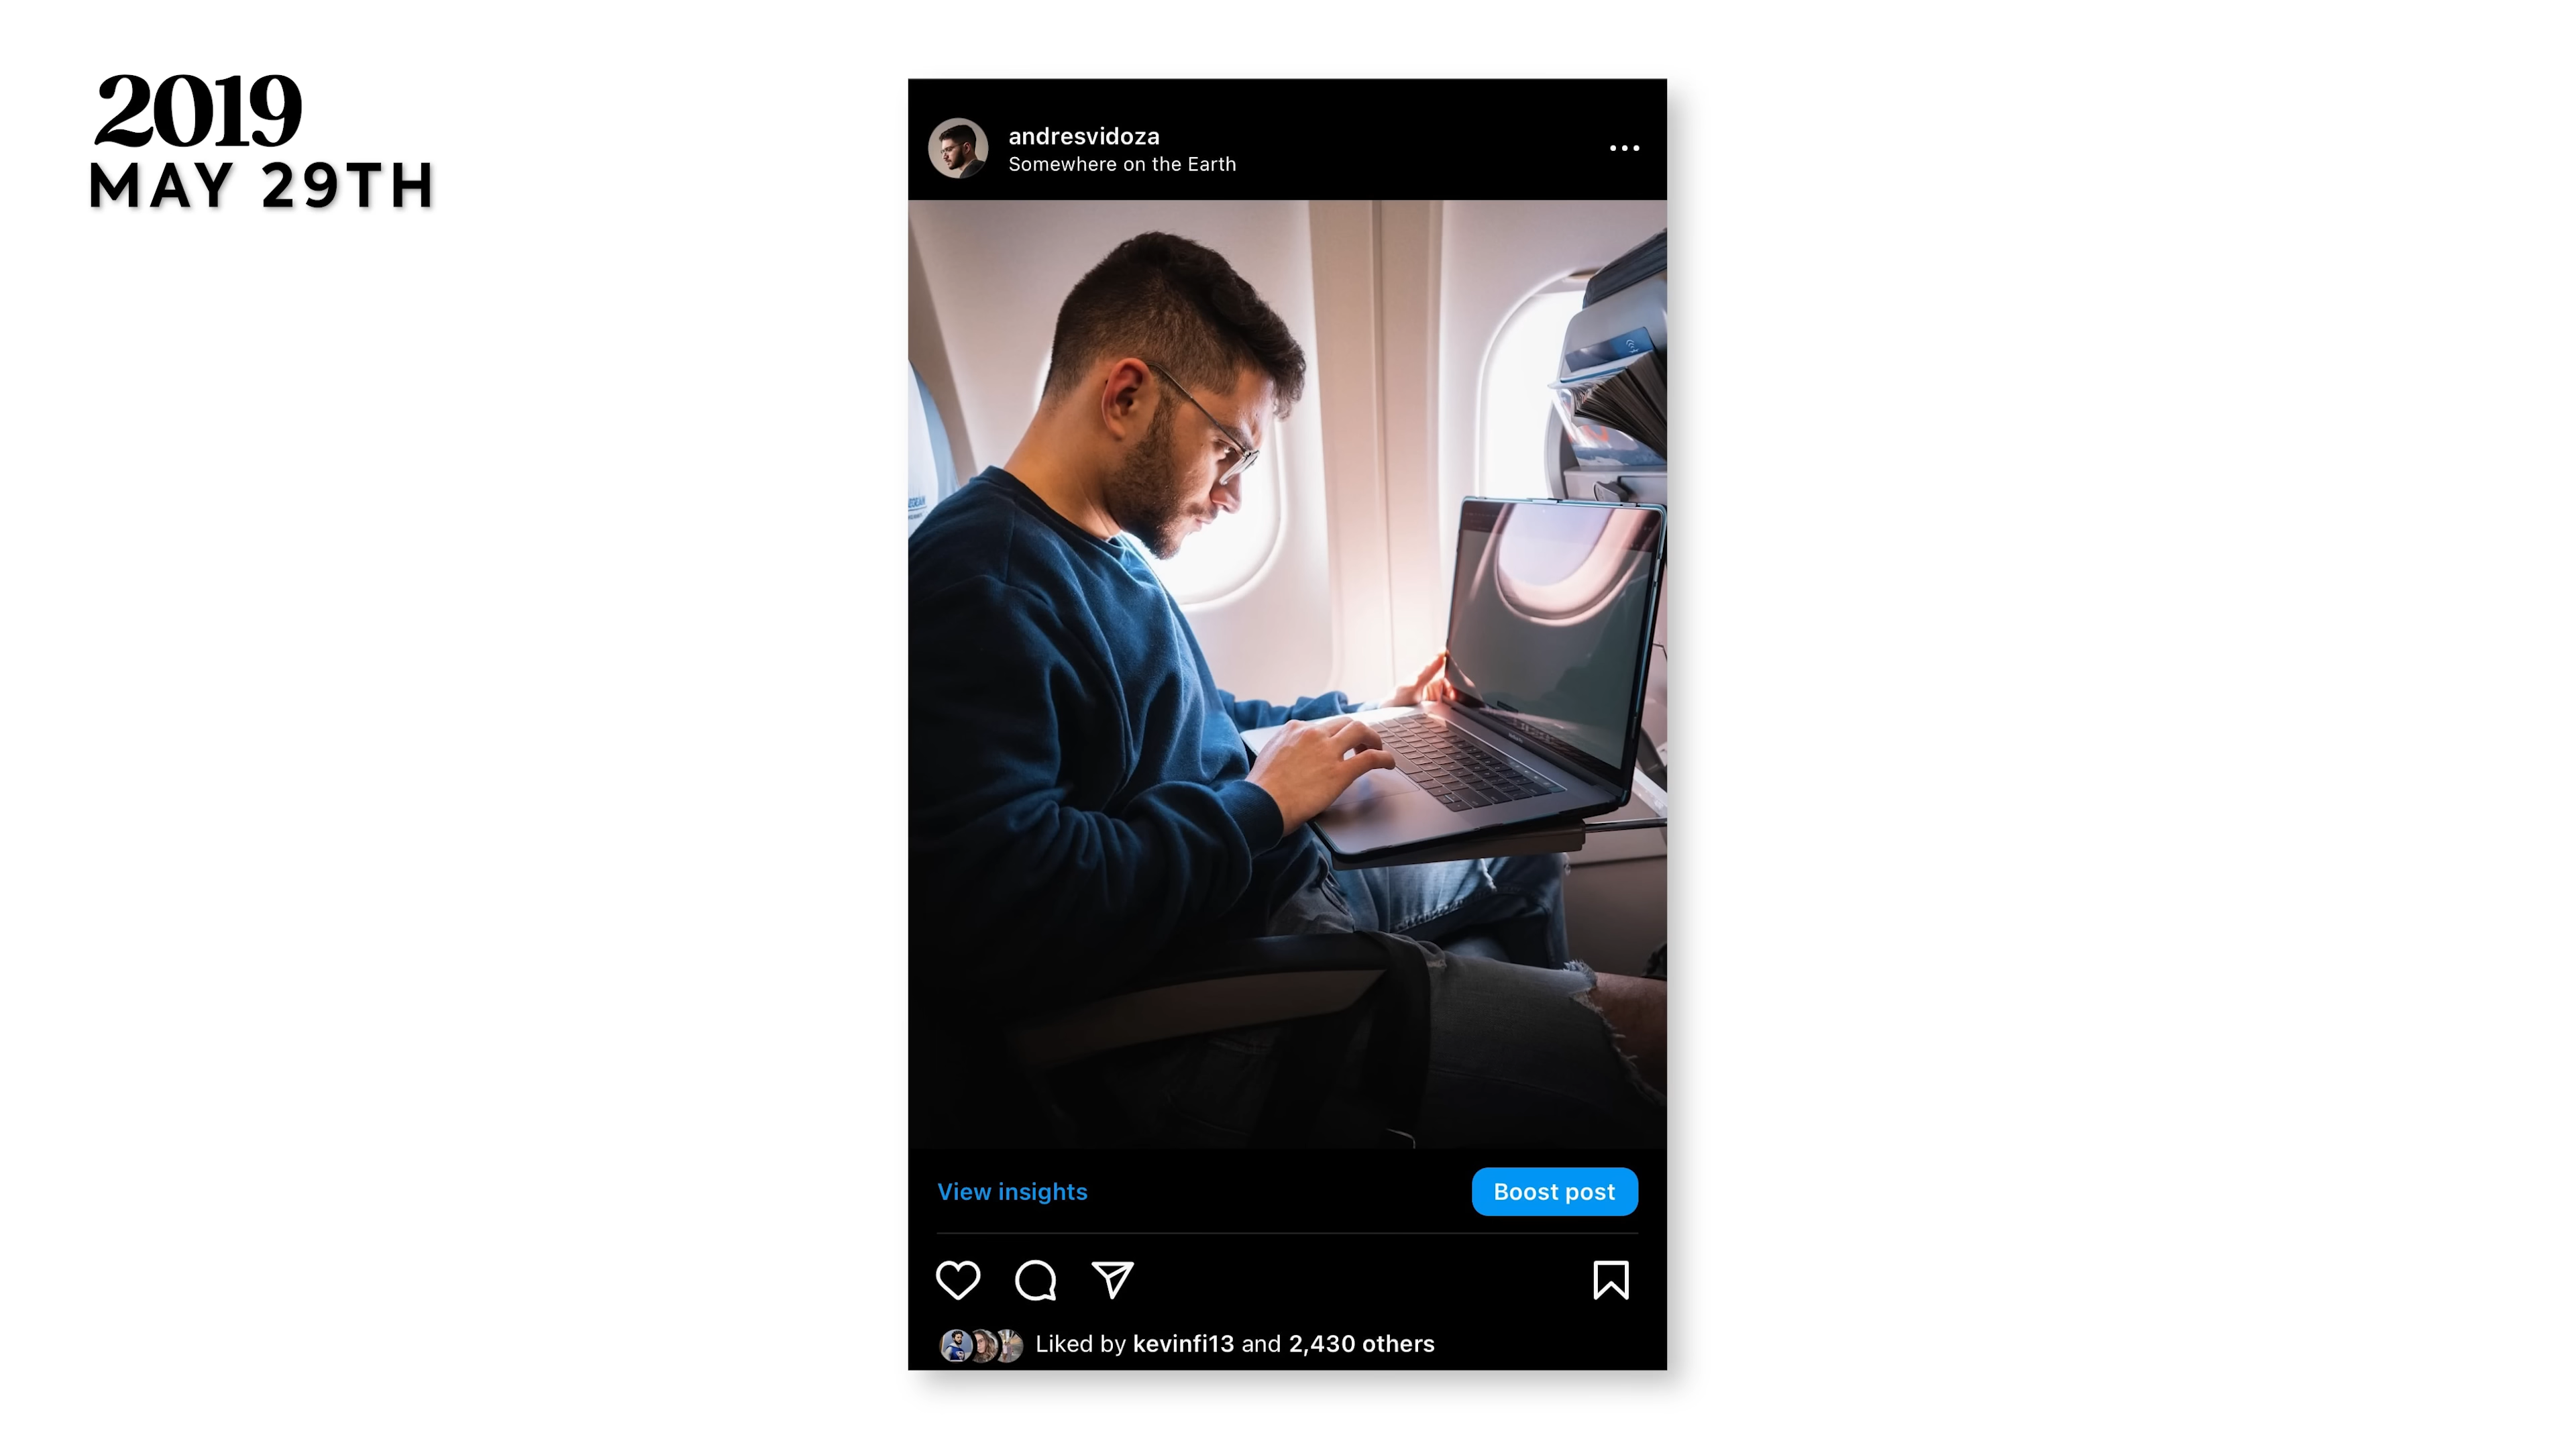 2019
MAY 29TH
andresvidoza
Somewhere on the Earth
View insights
Boost post
Liked by kevinfi13 and 2,430 others